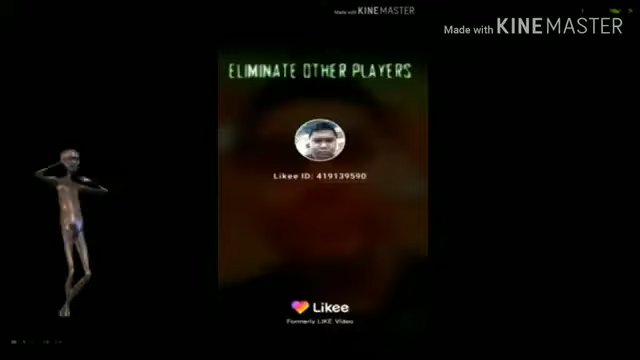 Made with KINEMASTER
Made with KINEMASTER
ELIMINATE OTHER PLAYERS
Likee ID: 419139590
Likee
Formerly LIKE Video